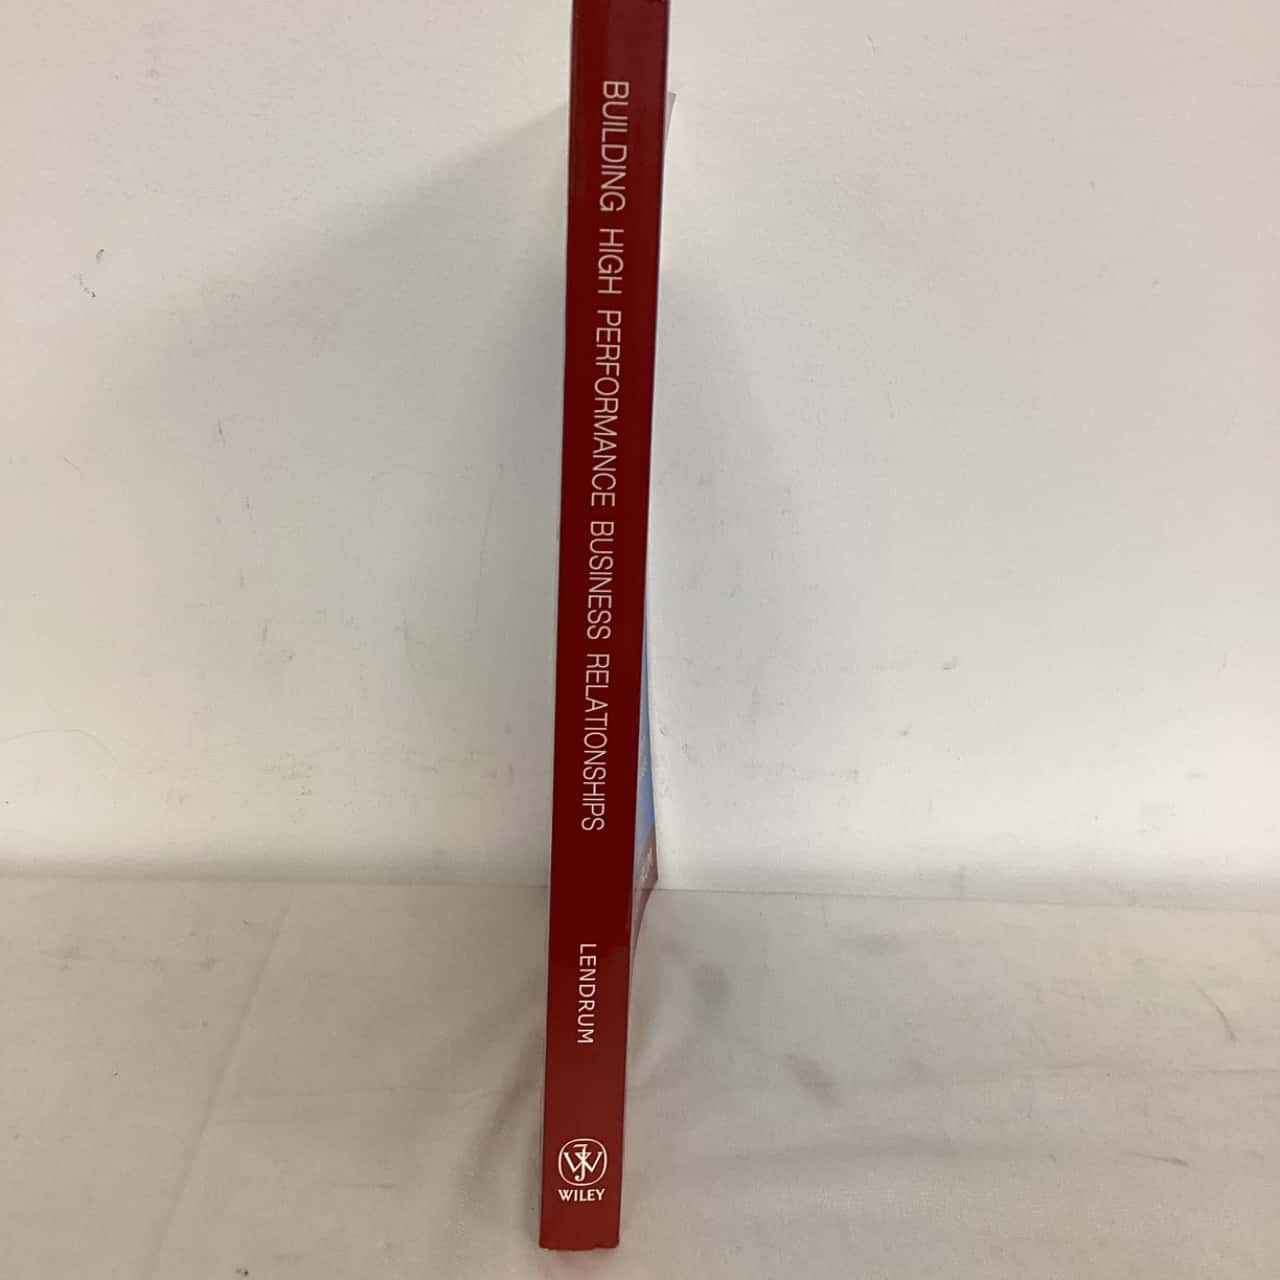 BUILDING HIGH PERFORMANCE BUSINESS RELATIONSHIPS
LENDRUM
WILEY